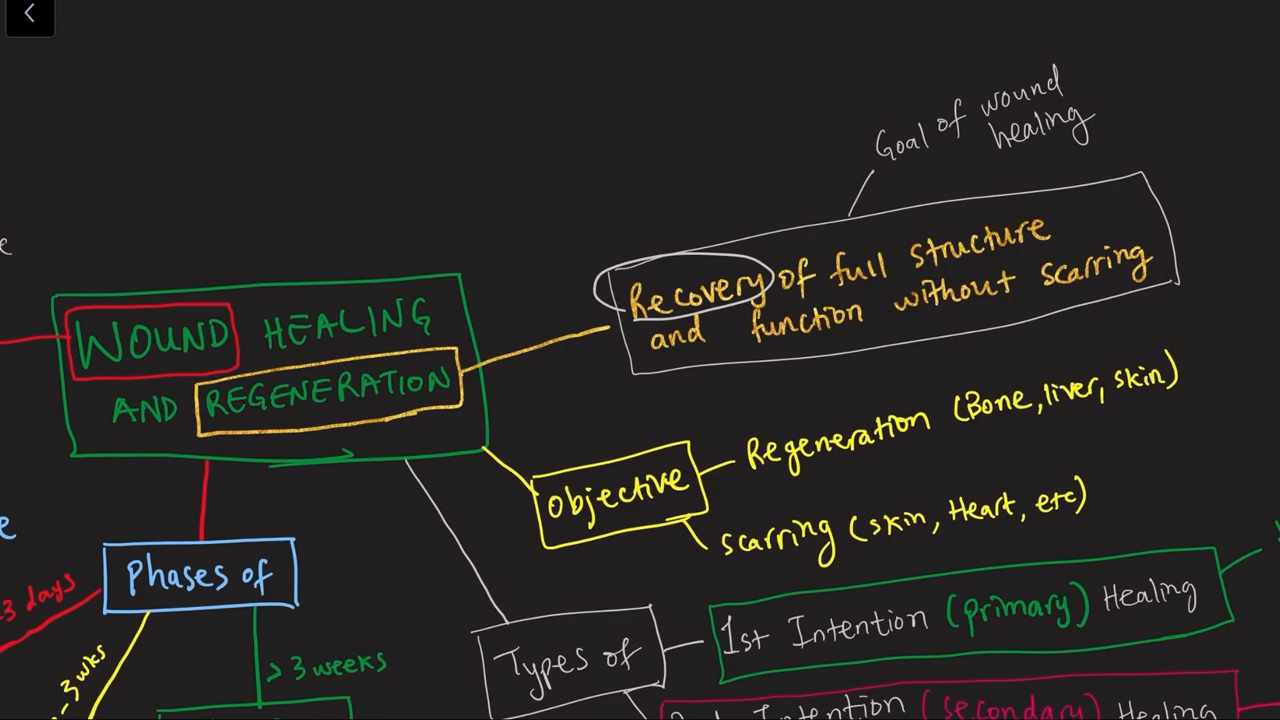 Goal of wound
healing
Recovery of full structure
and function without scarring
WOUND HEALING
AND REGENERATION
Regeneration (Bone, liver, skin)
Objective
scarring (skin, Heart, etc)
Phases of
3 days
3 wks
> 3 weeks
Types of
1st Intention (primary) Healing
Intention (secondary) Healing